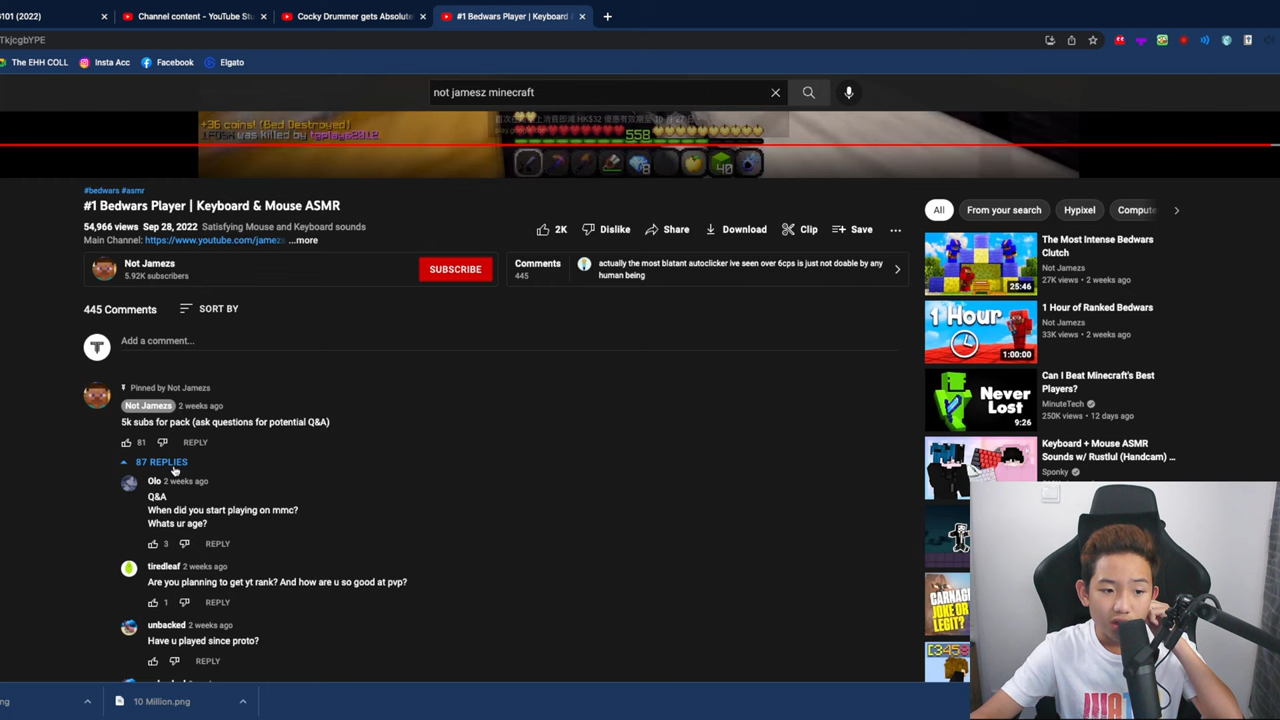 8101 (2022)
Channel content - YouTube Stu
Cocky Drummer gets Absolute
#1 Bedwars Player | Keyboard &
TkjcgbYPE
The EHH COLL
Insta Acc
Facebook
Elgato
not jamesz minecraft
+36 coins! (Bed Destroyed)
was killed by
558
8
40
#bedwars #asmr
#1 Bedwars Player | Keyboard & Mouse ASMR
54,966 views Sep 28, 2022 Satisfying Mouse and Keyboard sounds
Main Channel: https://www.youtube.com/jamez ...more
2K
Dislike
Share
Download
Clip
Save
Not Jamezs
5.92K subscribers
SUBSCRIBE
Comments
445
actually the most blatant autoclicker ive seen over 6cps is just not doable by any
human being
445 Comments
SORT BY
Add a comment...
Pinned by Not Jamezs
Not Jamezs 2 weeks ago
5k subs for pack (ask questions for potential Q&A)
81
REPLY
87 REPLIES
Olo 2 weeks ago
Q&A
When did you start playing on mmc?
Whats ur age?
3
REPLY
tiredleaf 2 weeks ago
Are you planning to get yt rank? And how are u so good at pvp?
1
REPLY
unbacked 2 weeks ago
Have u played since proto?
REPLY
All
From your search
Hypixel
Compute
The Most Intense Bedwars
Clutch
Not Jamezs
27K views • 2 weeks ago
25:46
1 Hour of Ranked Bedwars
Not Jamezs
33K views • 2 weeks ago
1 HOUR
1:00:00
Can I Beat Minecraft's Best
Players?
MinuteTech
250K views • 12 days ago
Never
Lost
9:26
Keyboard + Mouse ASMR
Sounds w/ Rustlul (Handcam) ...
Sponky
CARNAG
JOKE OR
LEGIT?
[345
ng
10 Million.png